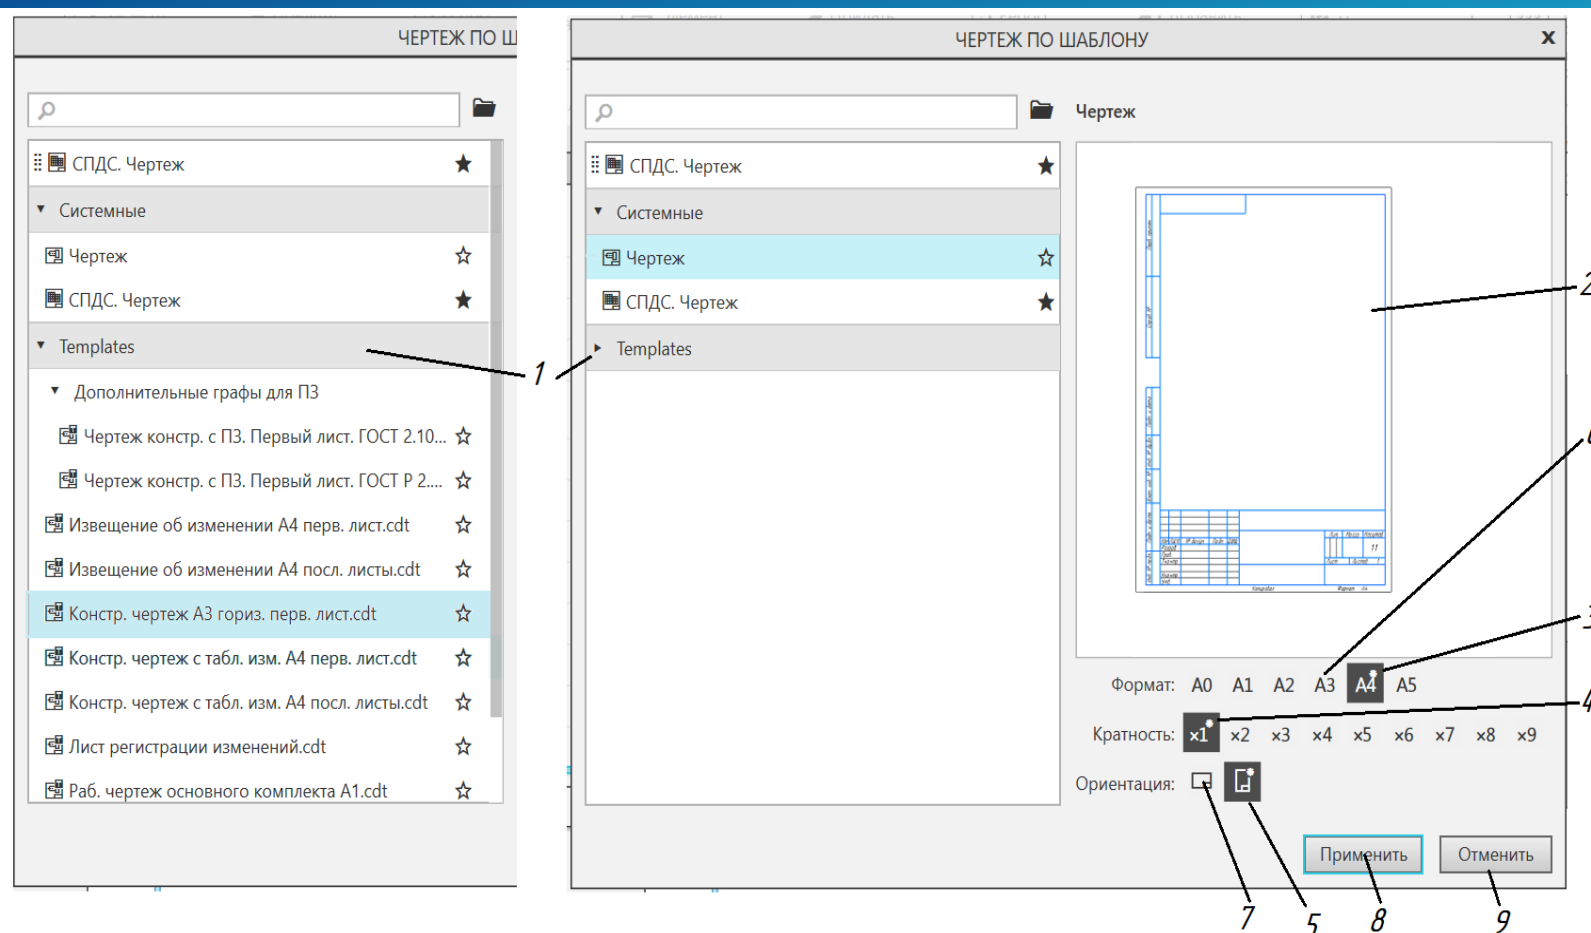 ЧЕРТЕЖ ПО Ш
СПДС. Чертеж
Системные
Чертеж
СПДС. Чертеж
Templates
Дополнительные графы для ПЗ
Чертеж констр. с ПЗ. Первый лист. ГОСТ 2.10...
Чертеж констр. с ПЗ. Первый лист. ГОСТ Р 2....
Извещение об изменении А4 перв. лист.cdt
Извещение об изменении А4 посл. листы.cdt
Констр. чертеж А3 гориз. перв. лист.cdt
Констр. чертеж с табл. изм. А4 перв. лист.cdt
Констр. чертеж с табл. изм. А4 посл. листы.cdt
Лист регистрации изменений.cdt
Раб. чертеж основного комплекта А1.cdt
1
ЧЕРТЕЖ ПО ШАБЛОНУ
x
Чертеж
СПДС. Чертеж
Системные
Чертеж
СПДС. Чертеж
Templates
2
3
4
Формат: А0 А1 А2 А3 А4 А5
Кратность: x1 x2 x3 x4 x5 x6 x7 x8 x9
Ориентация:
Применить Отменить
7 5 8 9